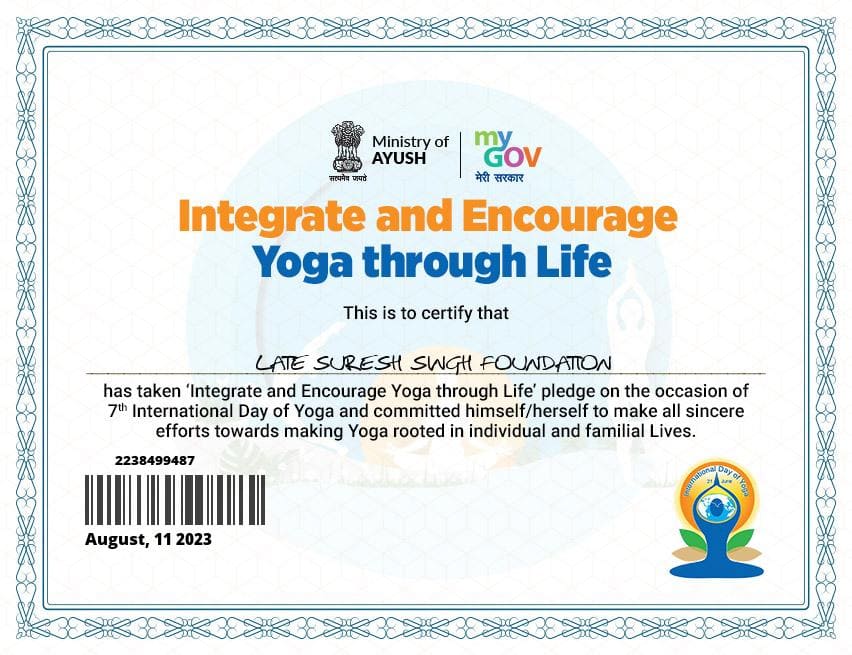 Ministry of
AYUSH
सत्यमेव जयते
my
GOV
मेरी सरकार
Integrate and Encourage
Yoga through Life
This is to certify that
LATE SURESH SINGH FOUNDATION
has taken ‘Integrate and Encourage Yoga through Life’ pledge on the occasion of
7th International Day of Yoga and committed himself/herself to make all sincere
efforts towards making Yoga rooted in individual and familial Lives.
2238499487
August, 11 2023
International Day of Yoga
21 June